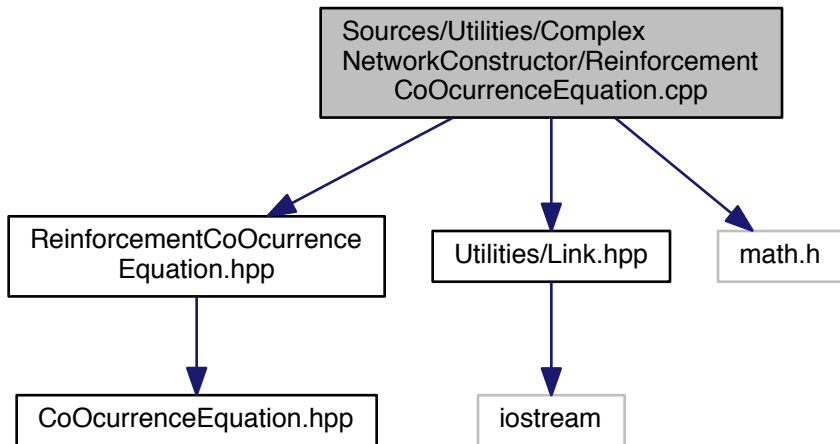 Sources/Utilities/Complex
NetworkConstructor/Reinforcement
CoOcurrenceEquation.cpp
ReinforcementCoOcurrence
Equation.hpp
Utilities/Link.hpp
math.h
CoOcurrenceEquation.hpp
iostream